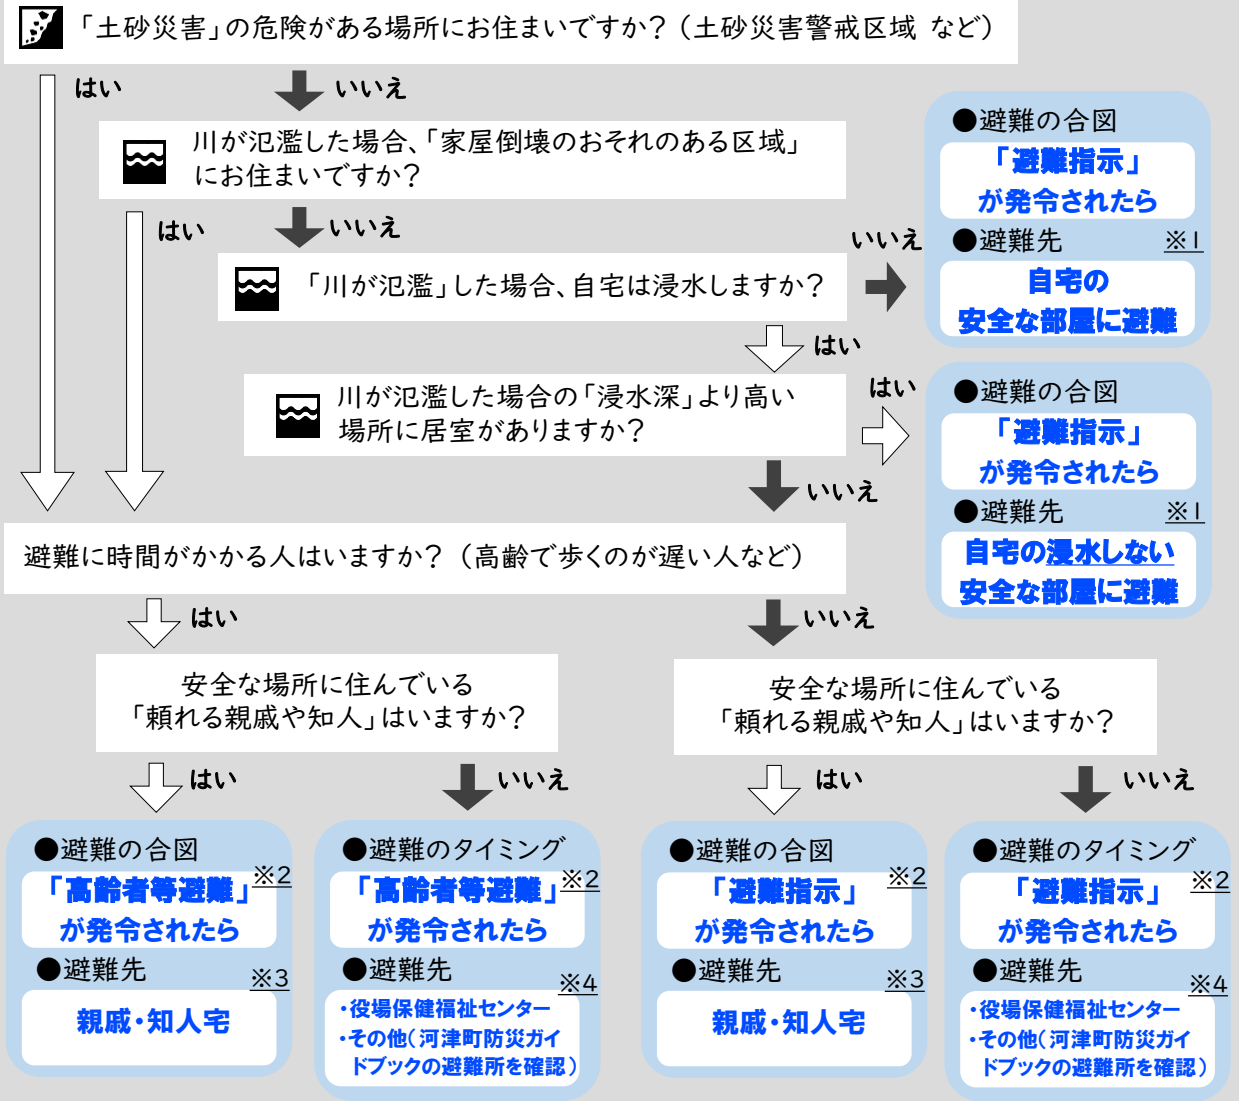 「土砂災害」の危険がある場所にお住まいですか？（土砂災害警戒区域 など）
はい
いいえ
川が氾濫した場合、「家屋倒壊のおそれのある区域」
にお住まいですか？
はい
いいえ
「川が氾濫」した場合、自宅は浸水しますか？
いいえ
はい
●避難の合図
「避難指示」
が発令されたら
●避難先
※1
自宅の
安全な部屋に避難
川が氾濫した場合の「浸水深」より高い
場所に居室がありますか？
はい
いいえ
●避難の合図
「避難指示」
が発令されたら
●避難先
※1
自宅の浸水しない
安全な部屋に避難
避難に時間がかかる人はいますか？（高齢で歩くのが遅い人など）
はい
いいえ
安全な場所に住んでいる
「頼れる親戚や知人」はいますか？
はい
いいえ
安全な場所に住んでいる
「頼れる親戚や知人」はいますか？
はい
いいえ
●避難の合図
※2
「高齢者等避難」
が発令されたら
●避難先
※3
親戚・知人宅
●避難のタイミング
※2
「高齢者等避難」
が発令されたら
●避難先
※4
・役場保健福祉センター
・その他（河津町防災ガイ
ドブックの避難所を確認）
●避難の合図
※2
「避難指示」
が発令されたら
●避難先
※3
親戚・知人宅
●避難のタイミング
※2
「避難指示」
が発令されたら
●避難先
※4
・役場保健福祉センター
・その他（河津町防災ガイ
ドブックの避難所を確認）